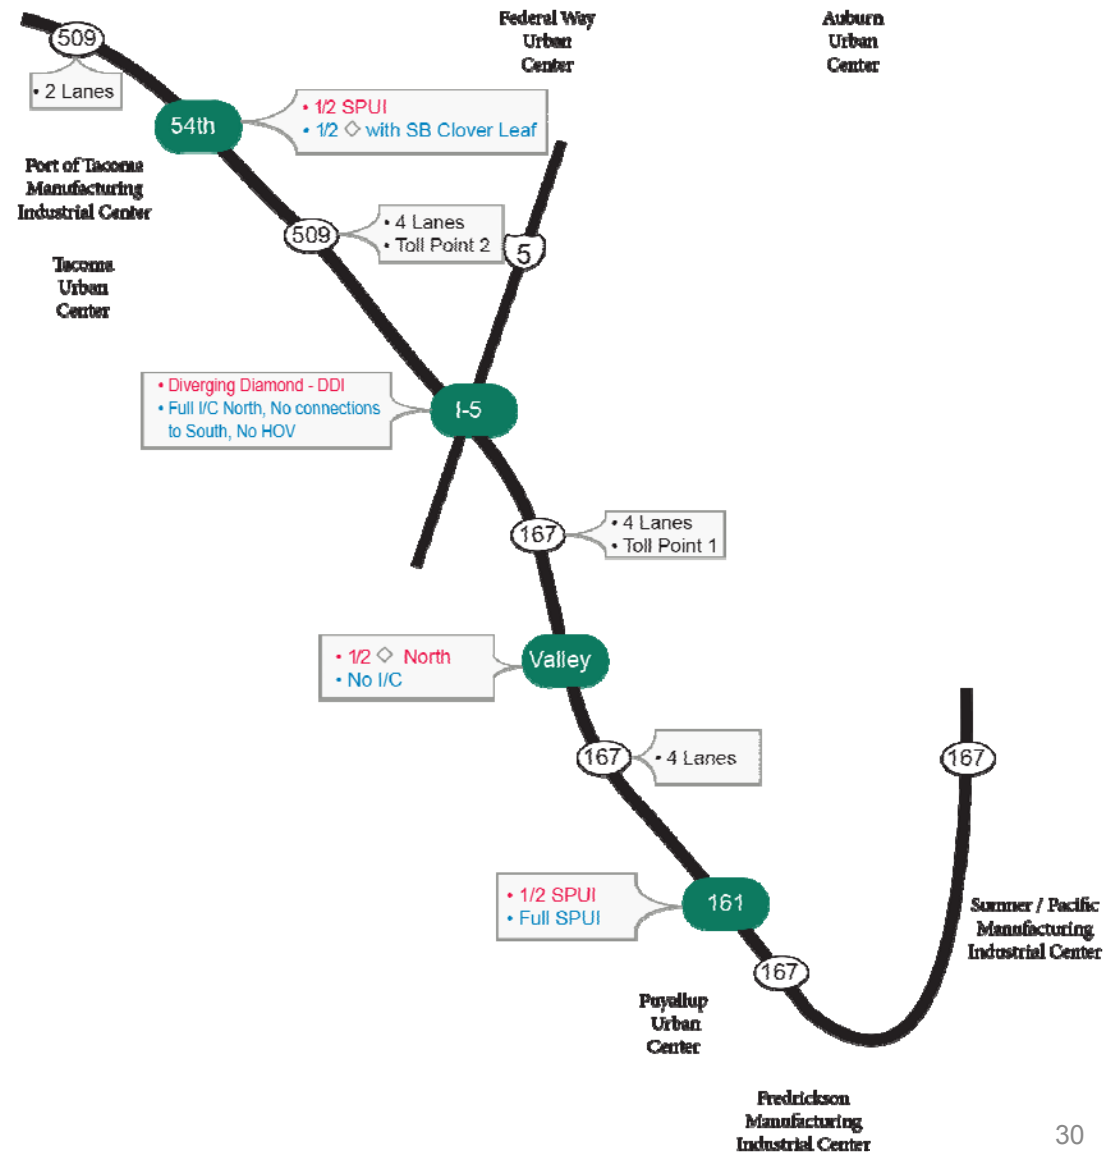 509
• 2 Lanes
Federal Way
Urban
Center
Auburn
Urban
Center
54th
• 1/2 SPUI
• 1/2 ◇ with SB Clover Leaf
Port of Tacoma
Manufacturing
Industrial Center
509
• 4 Lanes
• Toll Point 2
5
Tacoma
Urban
Center
• Diverging Diamond - DDI
• Full I/C North, No connections
to South, No HOV
I-5
167
• 4 Lanes
• Toll Point 1
• 1/2 ◇ North
• No I/C
Valley
167
• 4 Lanes
167
• 1/2 SPUI
• Full SPUI
161
Sumner / Pacific
Manufacturing
Industrial Center
167
Puyallup
Urban
Center
Fredrickson
Manufacturing
Industrial Center
30